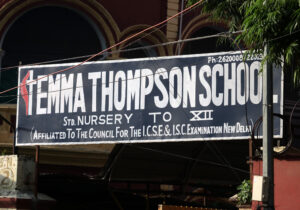 Ph: 2620008
EMMA THOMPSON SCHOOL
STD. NURSERY TO XII
AFFILIATED TO THE COUNCIL FOR THE I.C.S.E & I.S.C. EXAMINATION NEW DELHI